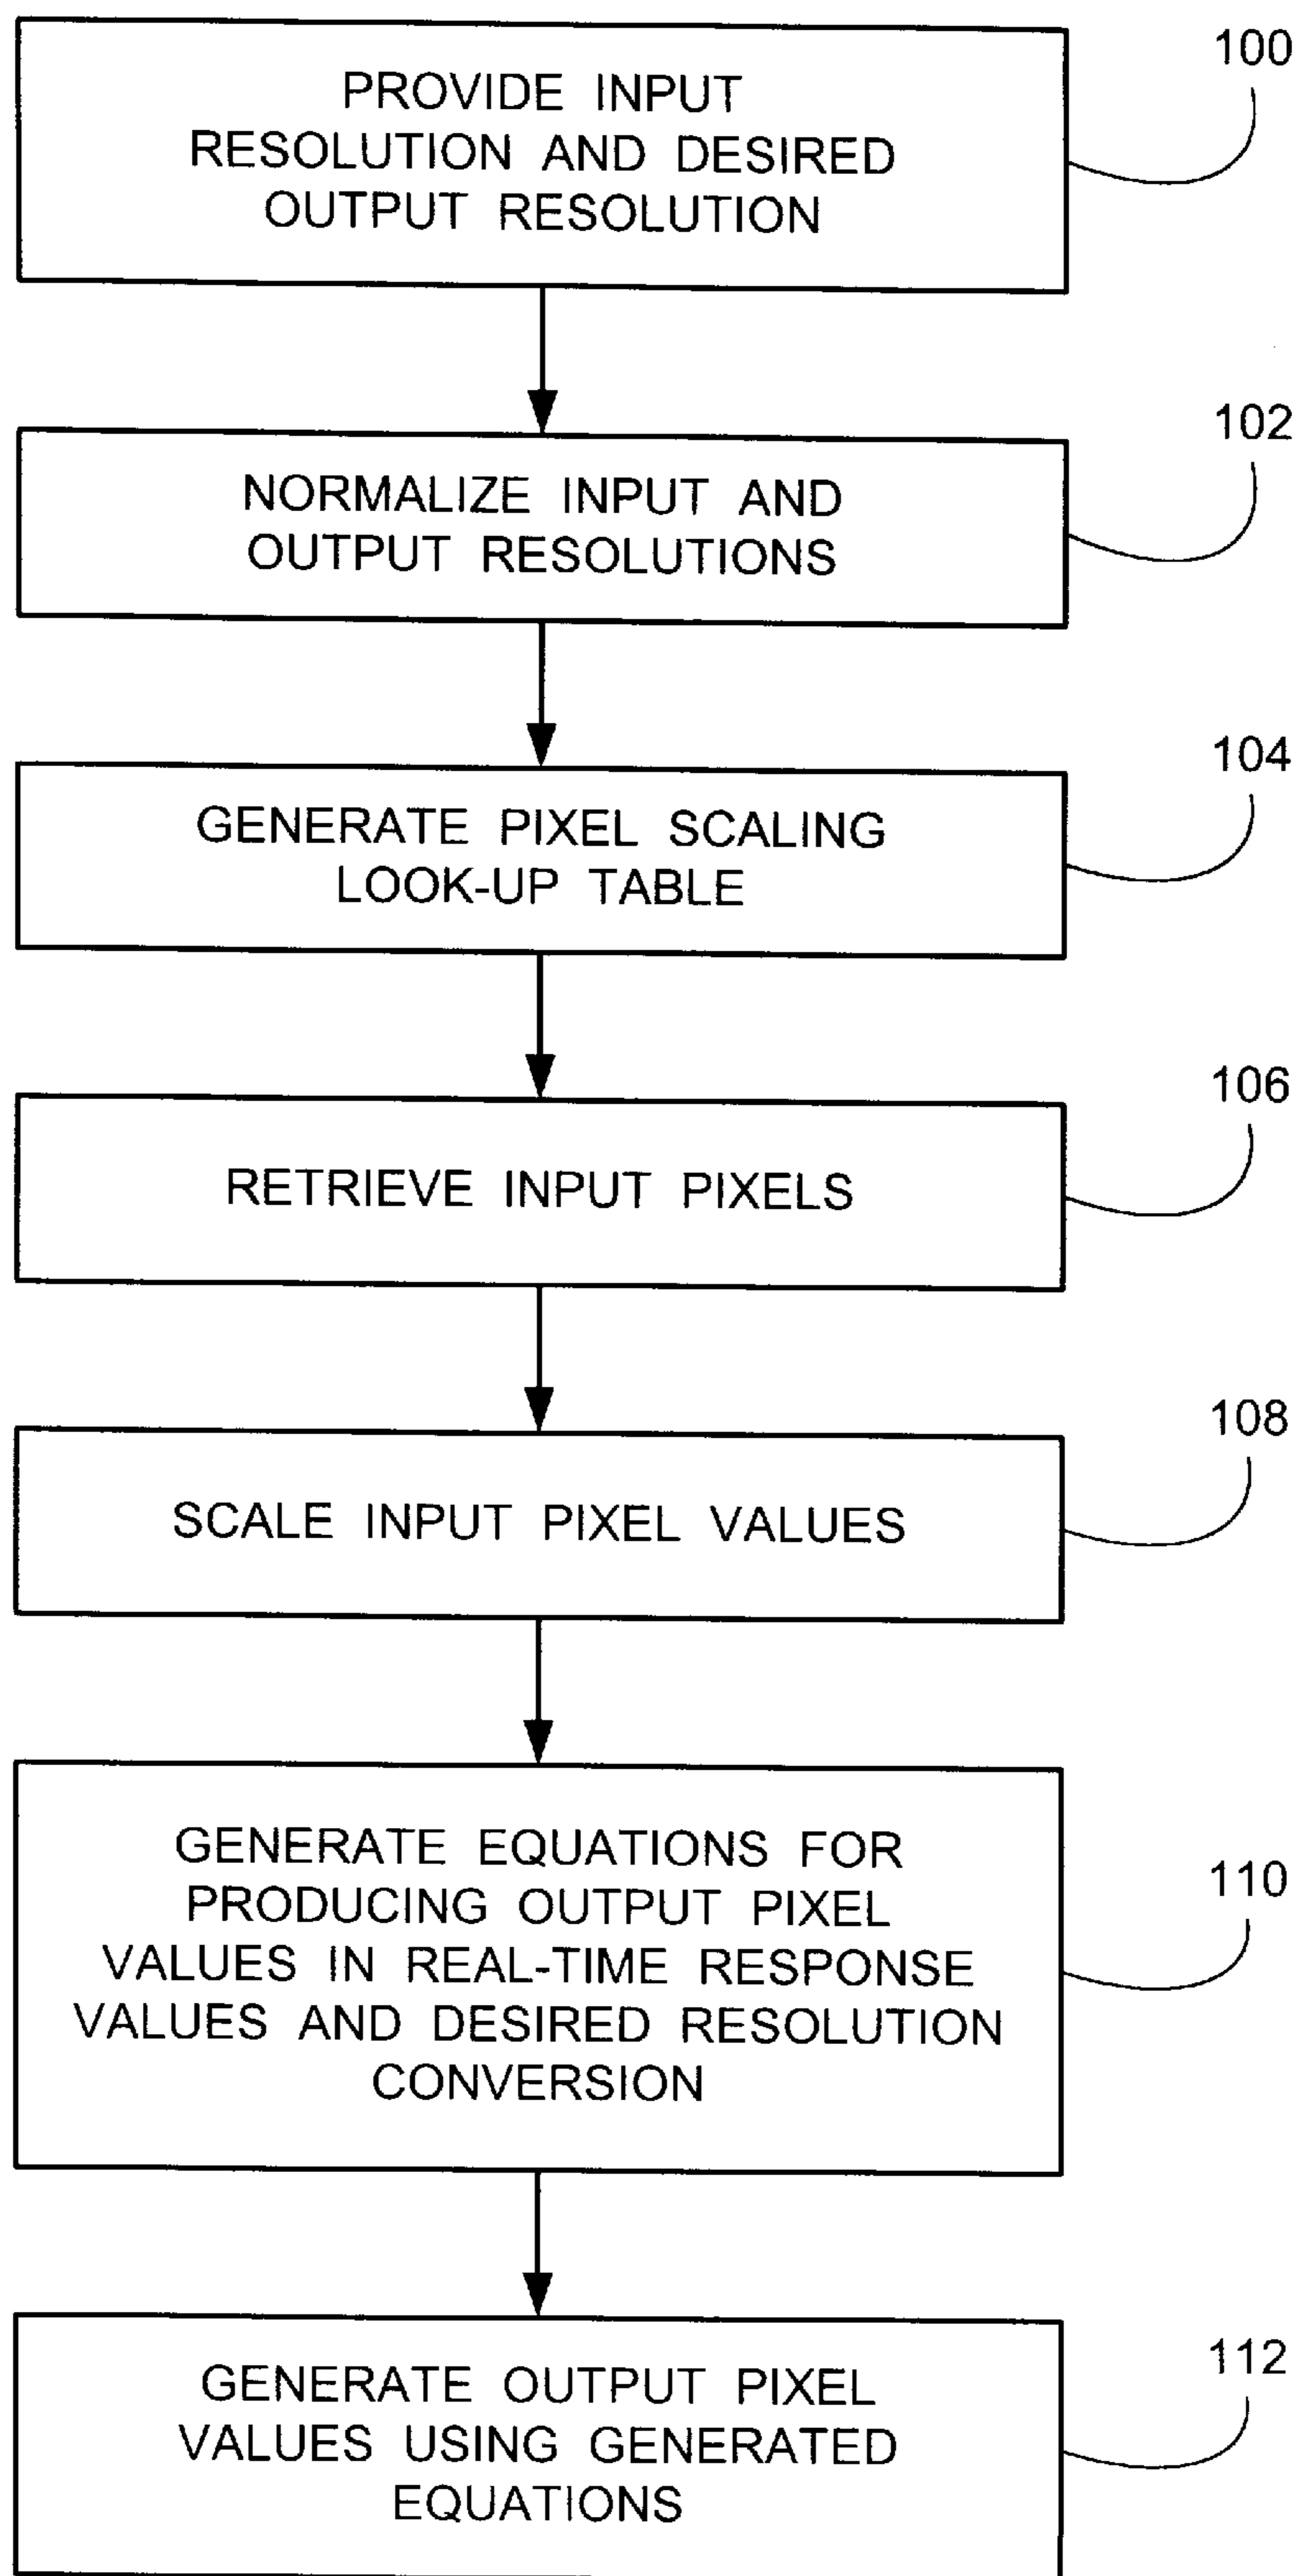 PROVIDE INPUT
RESOLUTION AND DESIRED
OUTPUT RESOLUTION
100
NORMALIZE INPUT AND
OUTPUT RESOLUTIONS
102
GENERATE PIXEL SCALING
LOOK-UP TABLE
104
RETRIEVE INPUT PIXELS
106
SCALE INPUT PIXEL VALUES
108
GENERATE EQUATIONS FOR
PRODUCING OUTPUT PIXEL
VALUES IN REAL-TIME RESPONSE
VALUES AND DESIRED RESOLUTION
CONVERSION
110
GENERATE OUTPUT PIXEL
VALUES USING GENERATED
EQUATIONS
112